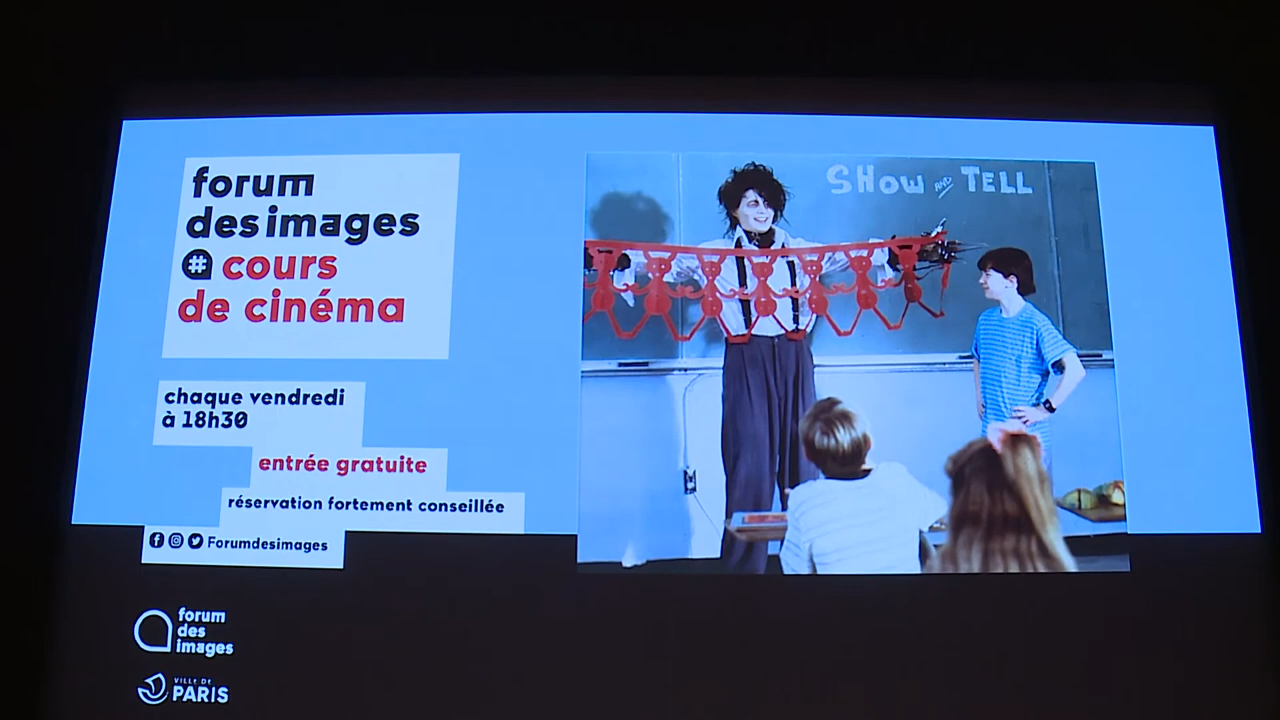 forum
des images
# cours
de cinéma
chaque vendredi
à 18h30
entrée gratuite
réservation fortement conseillée
Forumdesimages
SHOW AND TELL
forum
des
images
VILLE DE
PARIS